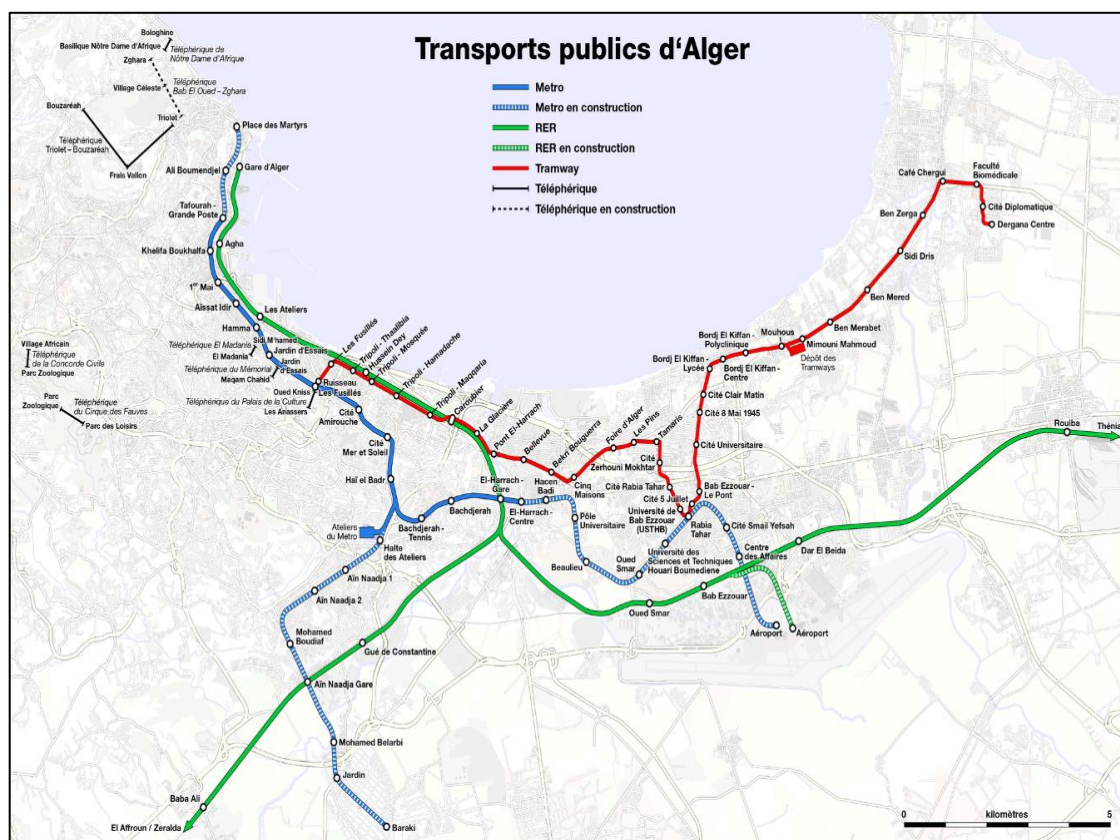 Transports publics d'Alger
Metro
Metro en construction
RER
RER en construction
Tramway
Téléphérique
Téléphérique en construction
Bologhine
Basilique Nôtre Dame d'Afrique
Téléphérique de
Nôtre Dame d'Afrique
Zghara
Village Céleste
Téléphérique
Bab El Oued – Zghara
Bouzaréah
Triolet
Téléphérique
Triolet – Bouzaréah
Frais Vallon
Place des Martyrs
Ali Boumendjel
Gare d'Alger
Tafourah -
Grande Poste
Khelifa Boukhalfa
Agha
1er Mai
Aïssat Idir
Les Ateliers
Hamma
Sidi M'hamed
Téléphérique El Madania
Jardin d'Essais
El Madania
Téléphérique du Mémorial
Jardin
d'Essais
Maqam Chahid
Ruisseau
Oued Kniss
Les Fusillés
Téléphérique du Palais de la Culture
Les Anassers
Village Africain
Téléphérique
de la Concorde Civile
Parc Zoologique
Parc
Zoologique
Téléphérique
du Cirque des Fauves
Parc des Loisirs
Les Fusillés
Tripoli - Thaalibia
Hussein Dey
Tripoli - Mosquée
Tripoli - Hamadache
Tripoli - Maqqaria
Caroubier
La Glacière
Pont El-Harrach
Bellevue
Bekri Bouguerra
Cinq
Maisons
Foire d'Alger
Les Pins
Tamaris
Cité
Zerhouni Mokhtar
Cité Rabia Tahar
Cité 5 Juillet
Université de
Bab Ezzouar
(USTHB)
Rabia
Tahar
Bab Ezzouar -
Le Pont
Cité Universitaire
Cité 8 Mai 1945
Cité Clair Matin
Bordj El Kiffan -
Lycée
Bordj El Kiffan -
Centre
Bordj El Kiffan -
Polyclinique
Mouhous
Mimouni Mahmoud
Dépôt des
Tramways
Ben Merabet
Ben Mered
Sidi Dris
Ben Zerga
Café Chergui
Faculté
Biomédicale
Cité Diplomatique
Dergana Centre
Cité
Amirouche
Cité
Mer et Soleil
Haï el Badr
Bachdjerah -
Tennis
Bachdjerah
El-Harrach -
Gare
El-Harrach -
Centre
Hacen
Badi
Pôle
Universitaire
Beaulieu
Oued
Smar
Université des
Sciences et Techniques
Houari Boumediene
Cité Smail Yefsah
Centre
des Affaires
Aéroport
Aéroport
Ateliers
du Metro
Halte
des Ateliers
Aïn Naadja 1
Aïn Naadja 2
Mohamed
Boudiaf
Aïn Naadja Gare
Mohamed Belarbi
Jardin
Baraki
Gué de Constantine
Baba Ali
El Affroun / Zeralda
Oued Smar
Bab Ezzouar
Dar El Beida
Rouiba
Thénia
kilomètres
0
5